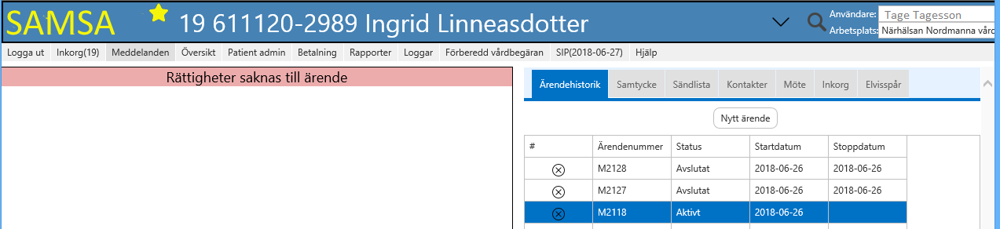 SAMSA 19 611120-2989 Ingrid Linneasdotter
Användare: Tage Tagesson
Arbetsplats: Närhälsan Nordmanna vård
Logga ut Inkorg(19) Meddelanden Översikt Patient admin Betalning Rapporter Loggar Förberedd vårdbegäran SIP(2018-06-27) Hjälp
Rättigheter saknas till ärende
Ärendehistorik Samtycke Sändlista Kontakter Möte Inkorg Elvisspår
Nytt ärende
# Ärendenummer Status Startdatum Stoppdatum
M2128 Avslutat 2018-06-26 2018-06-26
M2127 Avslutat 2018-06-26 2018-06-26
M2118 Aktivt 2018-06-26